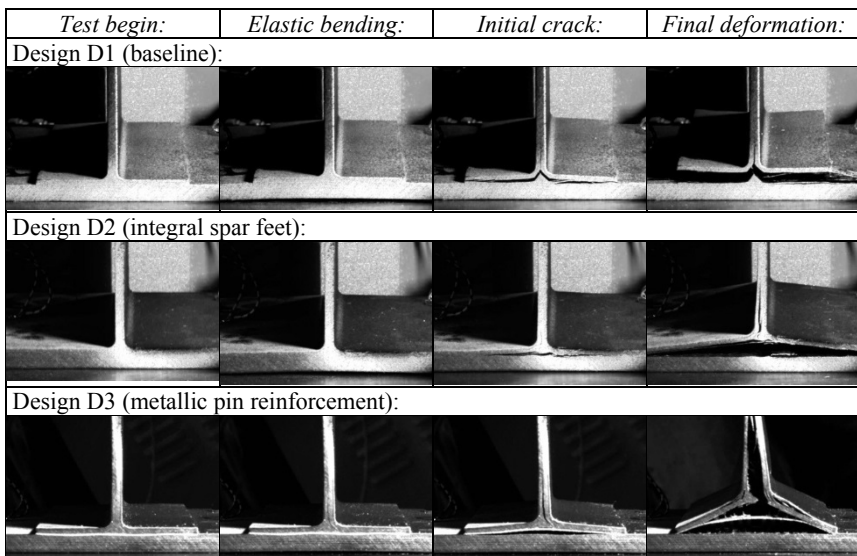 Test begin: Elastic bending: Initial crack: Final deformation:
Design D1 (baseline):
Design D2 (integral spar feet):
Design D3 (metallic pin reinforcement):